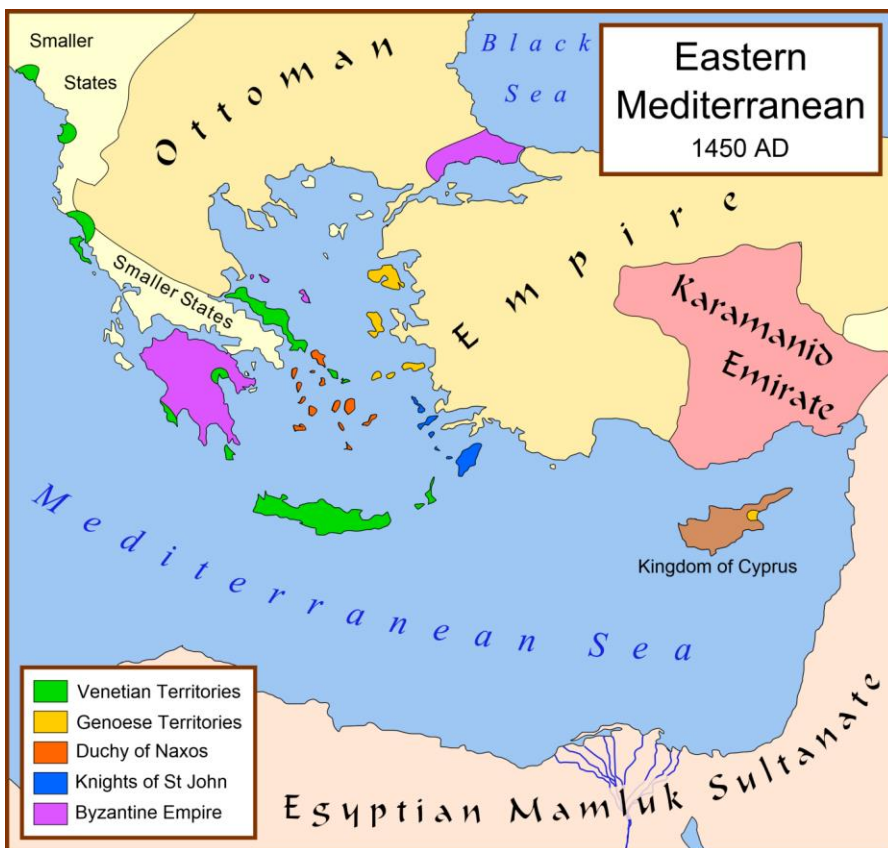 Smaller
States
Ottoman
Black
Sea
Eastern
Mediterranean
1450 AD
Empire
Smaller States
Karamanid
Emirate
Mediterranean Sea
Kingdom of Cyprus
Venetian Territories
Genoese Territories
Duchy of Naxos
Knights of St John
Byzantine Empire
Egyptian Mamluk Sultanate